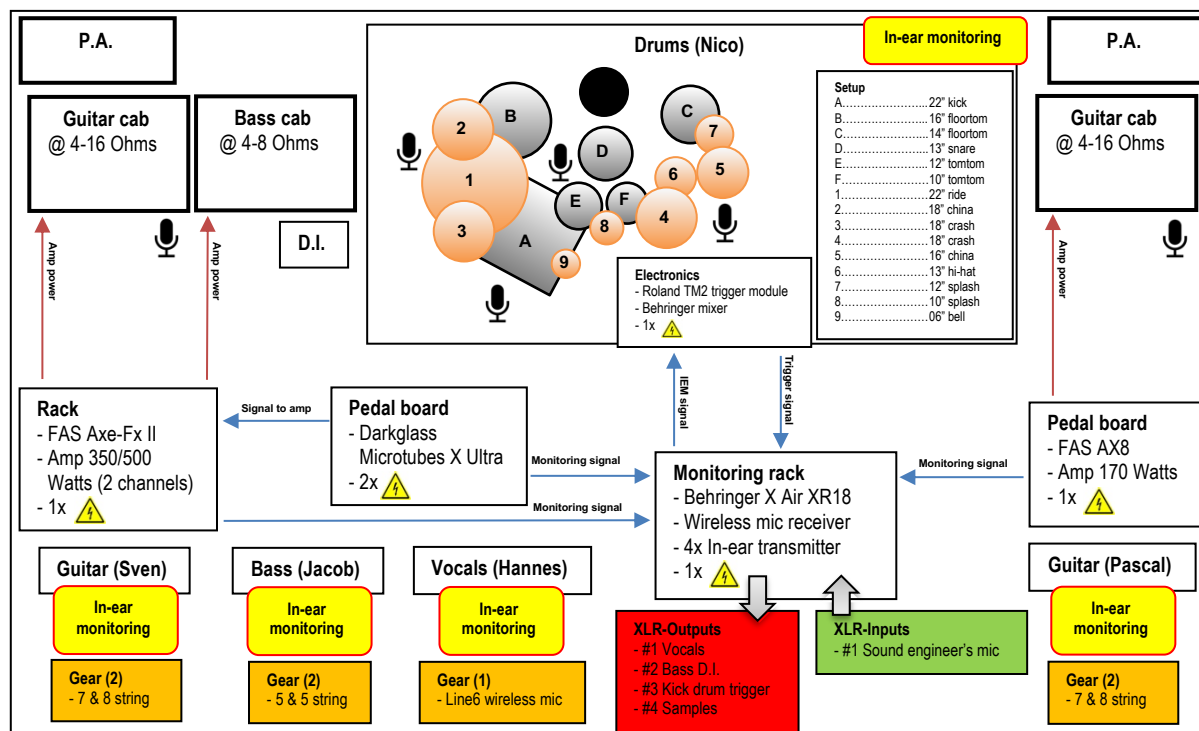 P.A.
Guitar cab
@ 4-16 Ohms
Bass cab
@ 4-8 Ohms
D.I.
Amp power
Amp power
Drums (Nico)
In-ear monitoring
B
C
2
7
D
1
6
5
E
F
4
3
A
8
9
Setup
A…………………..22” kick
B…………………..16” floortom
C…………………..14” floortom
D…………………..13” snare
E…………………..12” tomtom
F…………………..10” tomtom
1…………………..22” ride
2…………………..18” china
3…………………..18” crash
4…………………..18” crash
5…………………..16” china
6…………………..13” hi-hat
7…………………..12” splash
8…………………..10” splash
9…………………..06” bell
Electronics
- Roland TM2 trigger module
- Behringer mixer
- 1x
P.A.
Guitar cab
@ 4-16 Ohms
Amp power
IEM signal
Trigger signal
Rack
- FAS Axe-Fx II
- Amp 350/500
Watts (2 channels)
- 1x
Signal to amp
Pedal board
- Darkglass
Microtubes X Ultra
- 2x
Monitoring signal
Monitoring signal
Monitoring rack
- Behringer X Air XR18
- Wireless mic receiver
- 4x In-ear transmitter
- 1x
Monitoring signal
Pedal board
- FAS AX8
- Amp 170 Watts
- 1x
Guitar (Sven)
In-ear
monitoring
Gear (2)
- 7 & 8 string
Bass (Jacob)
In-ear
monitoring
Gear (2)
- 5 & 5 string
Vocals (Hannes)
In-ear
monitoring
Gear (1)
- Line6 wireless mic
XLR-Outputs
- #1 Vocals
- #2 Bass D.I.
- #3 Kick drum trigger
- #4 Samples
XLR-Inputs
- #1 Sound engineer's mic
Guitar (Pascal)
In-ear
monitoring
Gear (2)
- 7 & 8 string